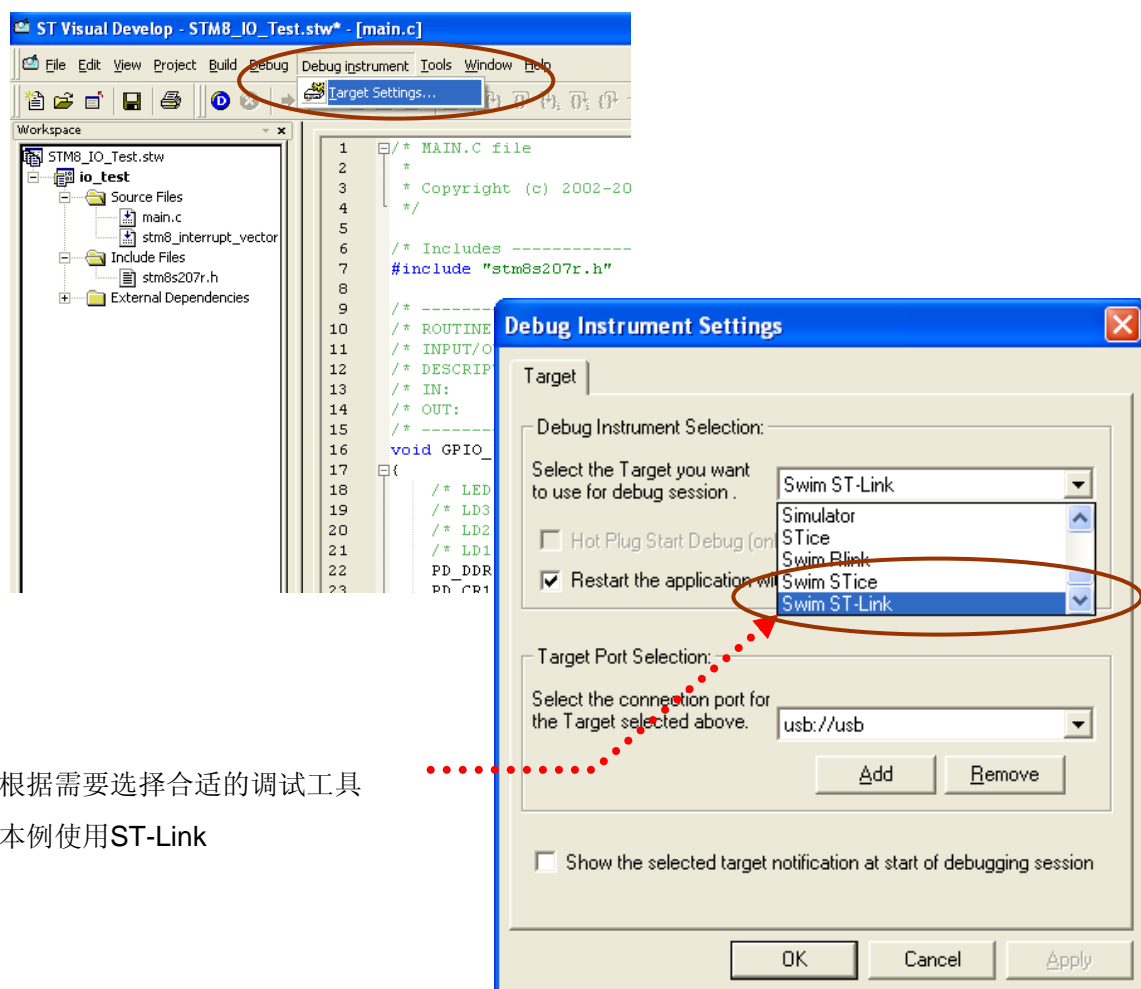 ST Visual Develop - STM8_IO_Test.stw* - [main.c]
File Edit View Project Build Debug Debug instrument Tools Window Help
Target Settings...
Workspace
STM8_IO_Test.stw
io_test
Source Files
main.c
stm8_interrupt_vector
Include Files
stm8s207r.h
External Dependencies
1 /* MAIN.C file
2 *
3 * Copyright (c) 2002-20
4 */
5
6 /* Includes -------------
7 #include "stm8s207r.h"
8
9 /* --------
10 /* ROUTINE
11 /* INPUT/O
12 /* DESCRIP
13 /* IN:
14 /* OUT:
15 /* --------
16 void GPIO_
17 {
18 /* LED
19 /* LD3
20 /* LD2
21 /* LD1
22 PD_DDR
23 PD_CR1
Debug Instrument Settings
Target
Debug Instrument Selection:
Select the Target you want
to use for debug session .
Swim ST-Link
Simulator
STice
Swim Rlink
Swim STice
Swim ST-Link
Hot Plug Start Debug (on
Restart the application wi
Target Port Selection:
Select the connection port for
the Target selected above.
usb://usb
Add Remove
Show the selected target notification at start of debugging session
OK Cancel Apply
根据需要选择合适的调试工具
本例使用ST-Link